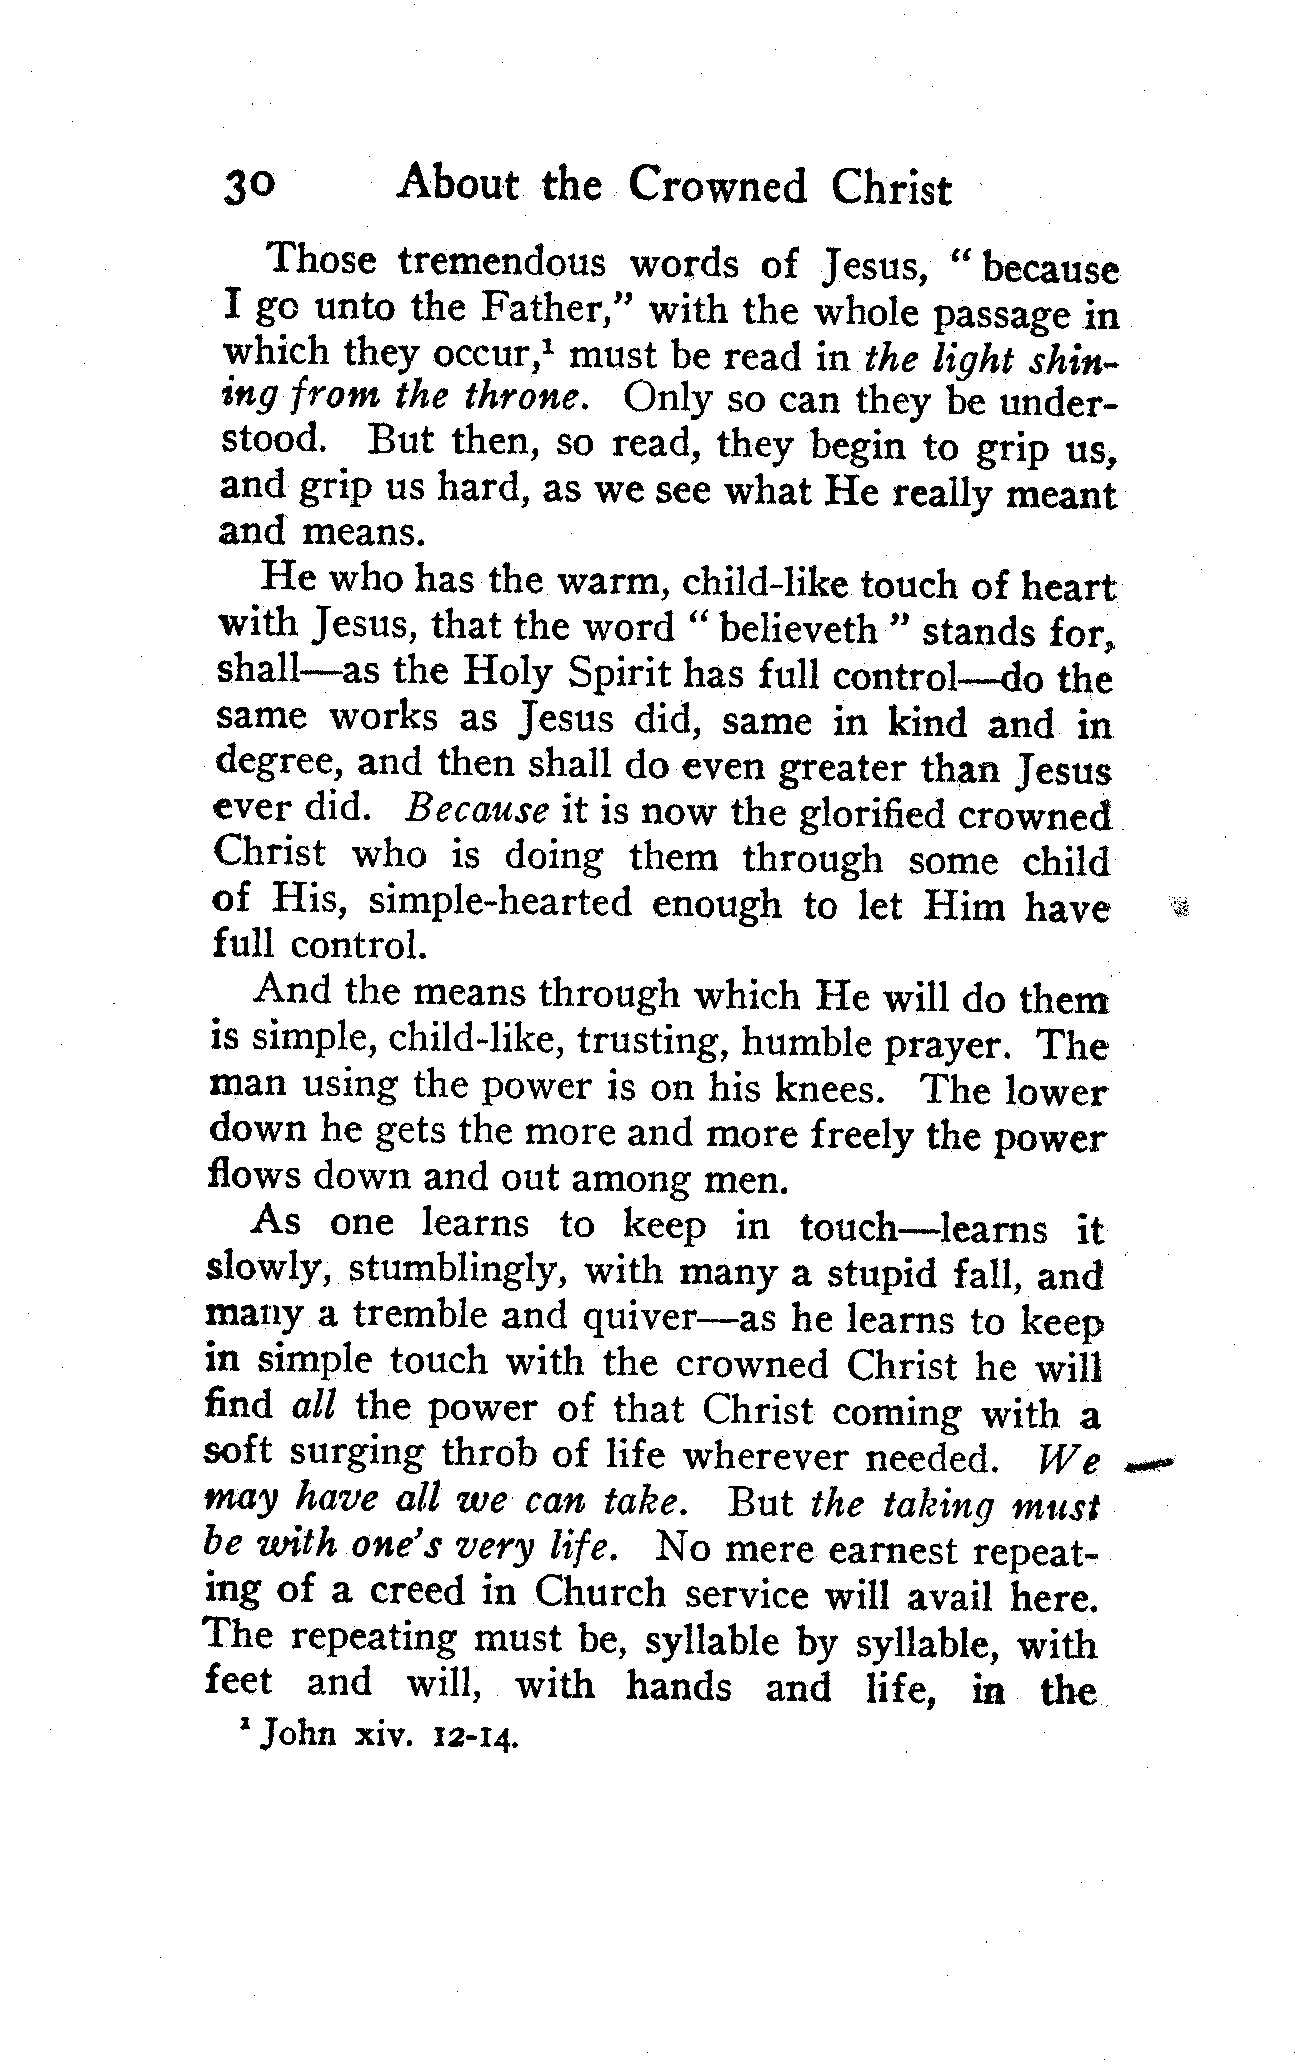 30 About the Crowned Christ
Those tremendous words of Jesus, " because
I go unto the Father," with the whole passage in
which they occur,¹ must be read in the light shin-
ing from the throne. Only so can they be under-
stood. But then, so read, they begin to grip us,
and grip us hard, as we see what He really meant
and means.
He who has the warm, child-like touch of heart
with Jesus, that the word " believeth " stands for,
shall—as the Holy Spirit has full control—do the
same works as Jesus did, same in kind and in
degree, and then shall do even greater than Jesus
ever did. Because it is now the glorified crowned
Christ who is doing them through some child
of His, simple-hearted enough to let Him have
full control.
And the means through which He will do them
is simple, child-like, trusting, humble prayer. The
man using the power is on his knees. The lower
down he gets the more and more freely the power
flows down and out among men.
As one learns to keep in touch—learns it
slowly, stumblingly, with many a stupid fall, and
many a tremble and quiver—as he learns to keep
in simple touch with the crowned Christ he will
find all the power of that Christ coming with a
soft surging throb of life wherever needed. We
may have all we can take. But the taking must
be with one's very life. No mere earnest repeat-
ing of a creed in Church service will avail here.
The repeating must be, syllable by syllable, with
feet and will, with hands and life, in the
¹ John xiv. 12-14.